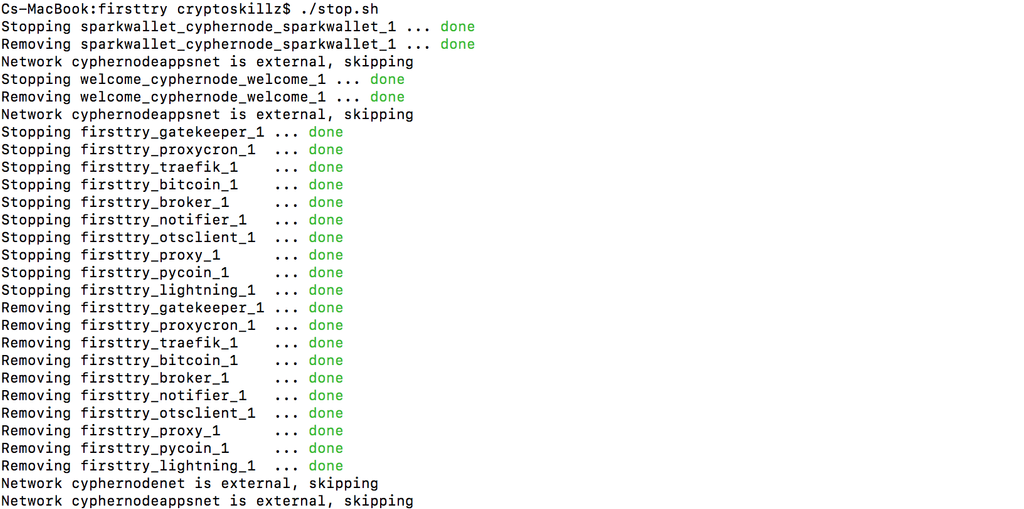 Cs-MacBook:firsttry cryptoskillz$ ./stop.sh
Stopping sparkwallet_cyphernode_sparkwallet_1 ... done
Removing sparkwallet_cyphernode_sparkwallet_1 ... done
Network cyphernodeappsnet is external, skipping
Stopping welcome_cyphernode_welcome_1 ... done
Removing welcome_cyphernode_welcome_1 ... done
Network cyphernodeappsnet is external, skipping
Stopping firsttry_gatekeeper_1 ... done
Stopping firsttry_proxycron_1  ... done
Stopping firsttry_traefik_1    ... done
Stopping firsttry_bitcoin_1    ... done
Stopping firsttry_broker_1     ... done
Stopping firsttry_notifier_1   ... done
Stopping firsttry_otsclient_1  ... done
Stopping firsttry_proxy_1      ... done
Stopping firsttry_pycoin_1     ... done
Stopping firsttry_lightning_1  ... done
Removing firsttry_gatekeeper_1 ... done
Removing firsttry_proxycron_1  ... done
Removing firsttry_traefik_1    ... done
Removing firsttry_bitcoin_1    ... done
Removing firsttry_broker_1     ... done
Removing firsttry_notifier_1   ... done
Removing firsttry_otsclient_1  ... done
Removing firsttry_proxy_1      ... done
Removing firsttry_pycoin_1     ... done
Removing firsttry_lightning_1  ... done
Network cyphernodenet is external, skipping
Network cyphernodeappsnet is external, skipping